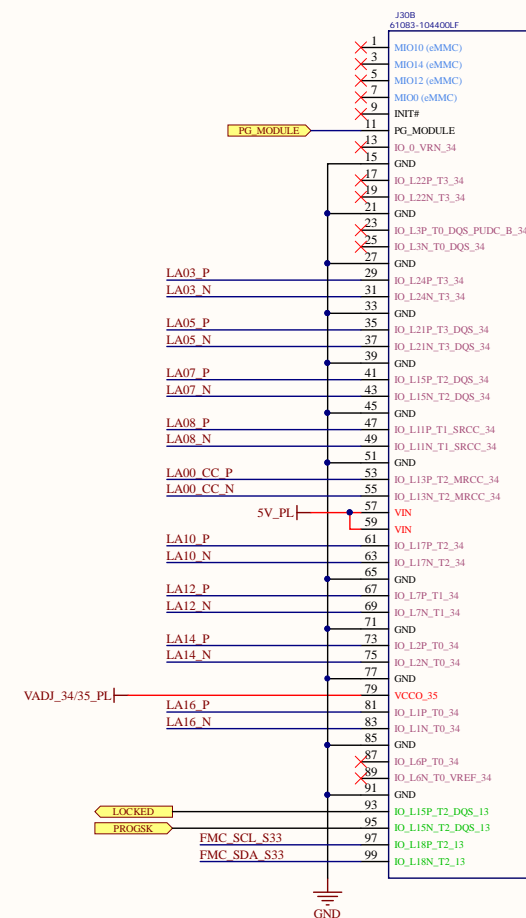 J30B
61083-104400LF
1 MIO10 (eMMC)
3 MIO14 (eMMC)
5 MIO12 (eMMC)
7 MIO0 (eMMC)
9 INIT#
PG_MODULE 11 PG_MODULE
13 IO_0_VRN_34
15 GND
17 IO_L22P_T3_34
19 IO_L22N_T3_34
21 GND
23 IO_L3P_T0_DQS_PUDC_B_34
25 IO_L3N_T0_DQS_34
27 GND
LA03_P 29 IO_L24P_T3_34
LA03_N 31 IO_L24N_T3_34
33 GND
LA05_P 35 IO_L21P_T3_DQS_34
LA05_N 37 IO_L21N_T3_DQS_34
39 GND
LA07_P 41 IO_L15P_T2_DQS_34
LA07_N 43 IO_L15N_T2_DQS_34
45 GND
LA08_P 47 IO_L11P_T1_SRCC_34
LA08_N 49 IO_L11N_T1_SRCC_34
51 GND
LA00_CC_P 53 IO_L13P_T2_MRCC_34
LA00_CC_N 55 IO_L13N_T2_MRCC_34
5V_PL 57 VIN
59 VIN
LA10_P 61 IO_L17P_T2_34
LA10_N 63 IO_L17N_T2_34
65 GND
LA12_P 67 IO_L7P_T1_34
LA12_N 69 IO_L7N_T1_34
71 GND
LA14_P 73 IO_L2P_T0_34
LA14_N 75 IO_L2N_T0_34
77 GND
VADJ_34/35_PL 79 VCCO_35
LA16_P 81 IO_L1P_T0_34
LA16_N 83 IO_L1N_T0_34
85 GND
87 IO_L6P_T0_34
89 IO_L6N_T0_VREF_34
91 GND
LOCKED 93 IO_L15P_T2_DQS_13
PROGSK 95 IO_L15N_T2_DQS_13
FMC_SCL_S33 97 IO_L18P_T2_13
FMC_SDA_S33 99 IO_L18N_T2_13
GND